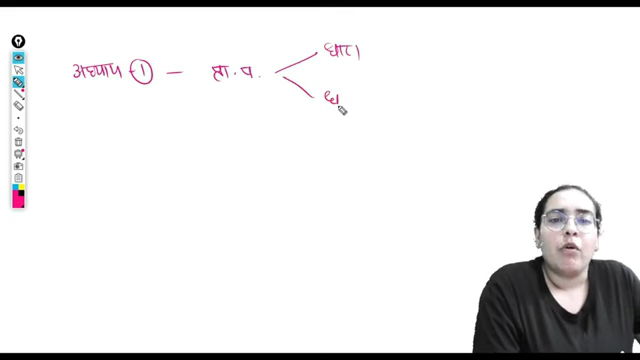 धारा
अध्याय - ① - प्रा. व.
ध